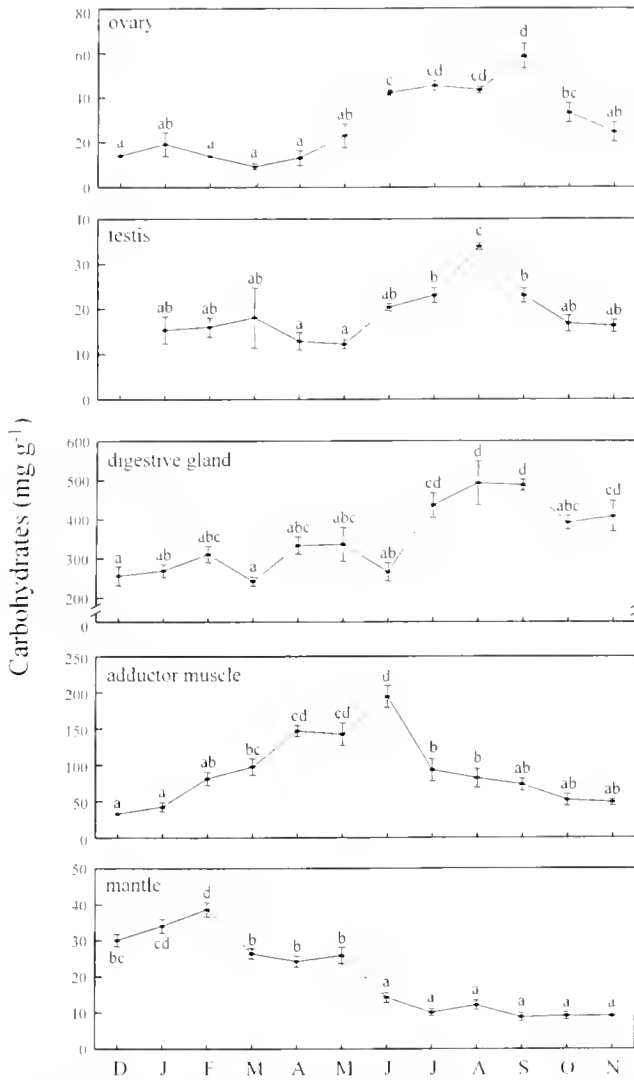 Carbohydrates (mg g⁻¹)
ovary
80
60
40
20
0
a ab a a a ab c cd cd d bc ab
testis
40
30
20
10
0
ab ab ab a a ab b c b ab ab
digestive gland
600
500
400
300
200
0
a ab abc a abc abc ab cd d d abc cd
adductor muscle
250
200
150
100
50
0
a a ab bc cd cd d b b ab ab ab
mantle
50
40
30
20
10
0
bc cd d b b b a a a a a a
D J F M A M J J A S O N